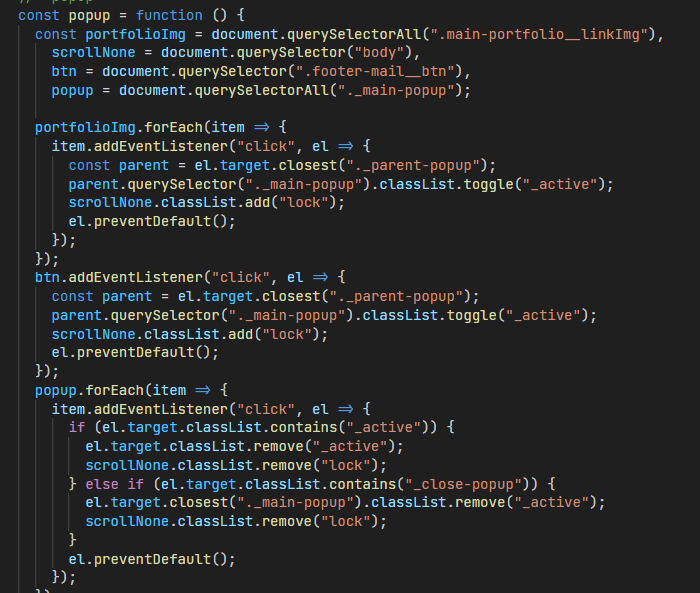 // popup
const popup = function () {
  const portfolioImg = document.querySelectorAll(".main-portfolio__linkImg"),
    scrollNone = document.querySelector("body"),
    btn = document.querySelector(".footer-mail__btn"),
    popup = document.querySelectorAll("._main-popup");

  portfolioImg.forEach(item => {
    item.addEventListener("click", el => {
      const parent = el.target.closest("._parent-popup");
      parent.querySelector("._main-popup").classList.toggle("_active");
      scrollNone.classList.add("lock");
      el.preventDefault();
    });
  });
  btn.addEventListener("click", el => {
    const parent = el.target.closest("._parent-popup");
    parent.querySelector("._main-popup").classList.toggle("_active");
    scrollNone.classList.add("lock");
    el.preventDefault();
  });
  popup.forEach(item => {
    item.addEventListener("click", el => {
      if (el.target.classList.contains("_active")) {
        el.target.classList.remove("_active");
        scrollNone.classList.remove("lock");
      } else if (el.target.classList.contains("_close-popup")) {
        el.target.closest("._main-popup").classList.remove("_active");
        scrollNone.classList.remove("lock");
      }
      el.preventDefault();
    });
  });